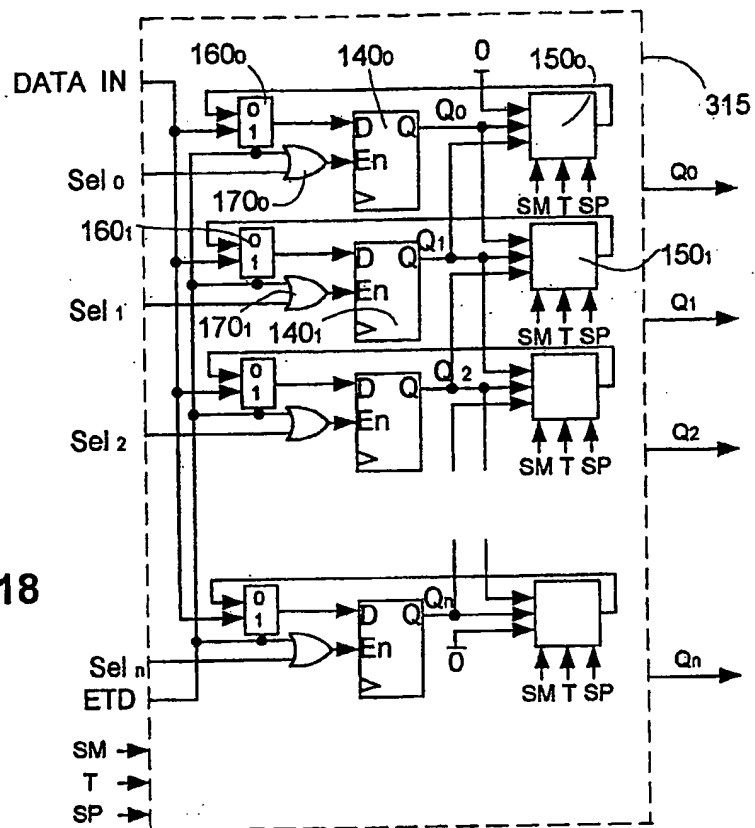 160₀ 140₀ 0 150₀
DATA IN 315
0
1 D Q Q₀
En
Sel ₀ 170₀ SM T SP Q₀
160₁ 0
1 D Q Q₁
En 150₁
Sel ₁ 170₁ 140₁ SM T SP Q₁
0
1 D Q Q ₂
En
Sel ₂ SM T SP Q₂
18
0
1 D Q Qₙ
En 0
Sel ₙ SM T SP Qₙ
ETD
SM
T
SP